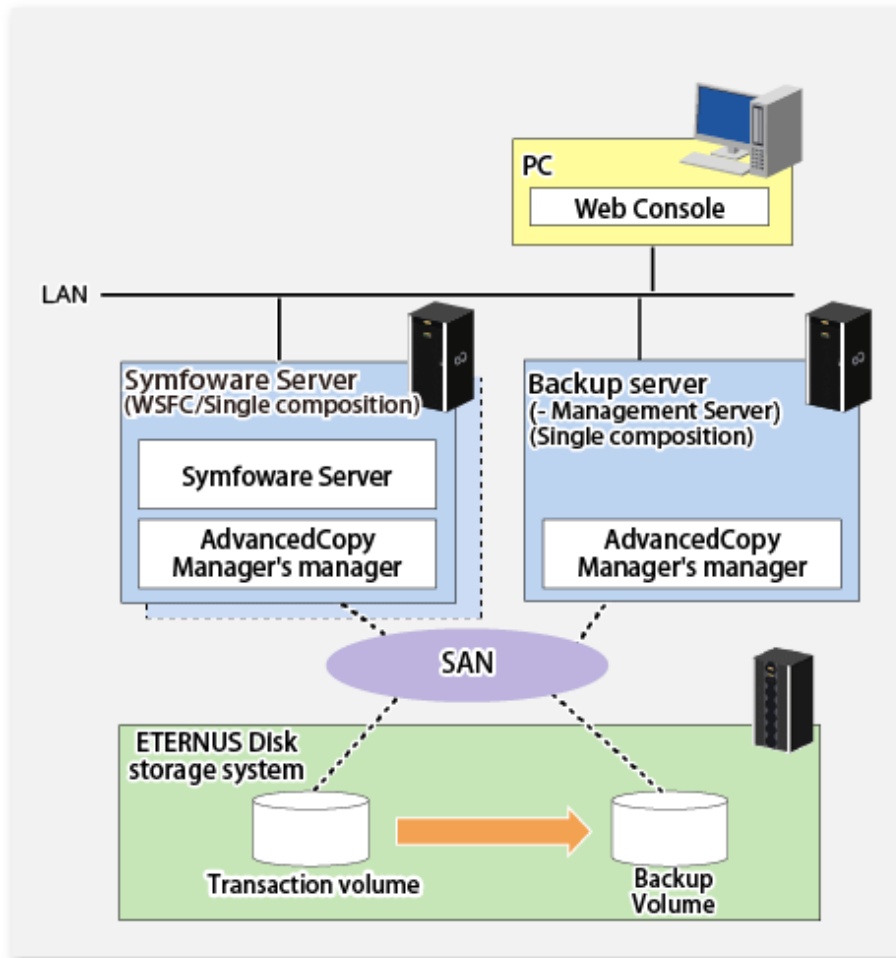 PC
Web Console
LAN
Symfoware Server
(WSFC/Single composition)
Symfoware Server
AdvancedCopy
Manager's manager
Backup server
(- Management Server)
(Single composition)
AdvancedCopy
Manager's manager
SAN
ETERNUS DIsk
storage system
Transaction volume
Backup
Volume